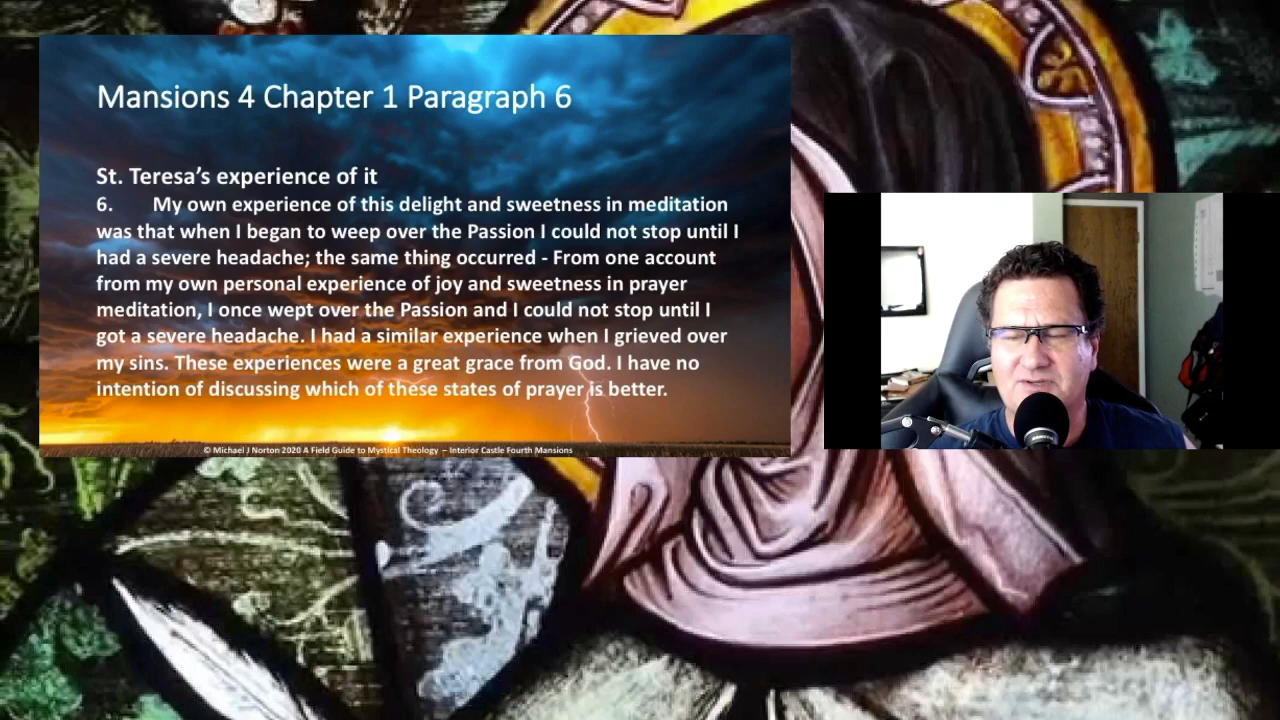 Mansions 4 Chapter 1 Paragraph 6
St. Teresa’s experience of it
6. My own experience of this delight and sweetness in meditation
was that when I began to weep over the Passion I could not stop until I
had a severe headache; the same thing occurred - From one account
from my own personal experience of joy and sweetness in prayer
meditation, I once wept over the Passion and I could not stop until I
got a severe headache. I had a similar experience when I grieved over
my sins. These experiences were a great grace from God. I have no
intention of discussing which of these states of prayer is better.
© Michael J Norton 2020 A Field Guide to Mystical Theology – Interior Castle Fourth Mansions